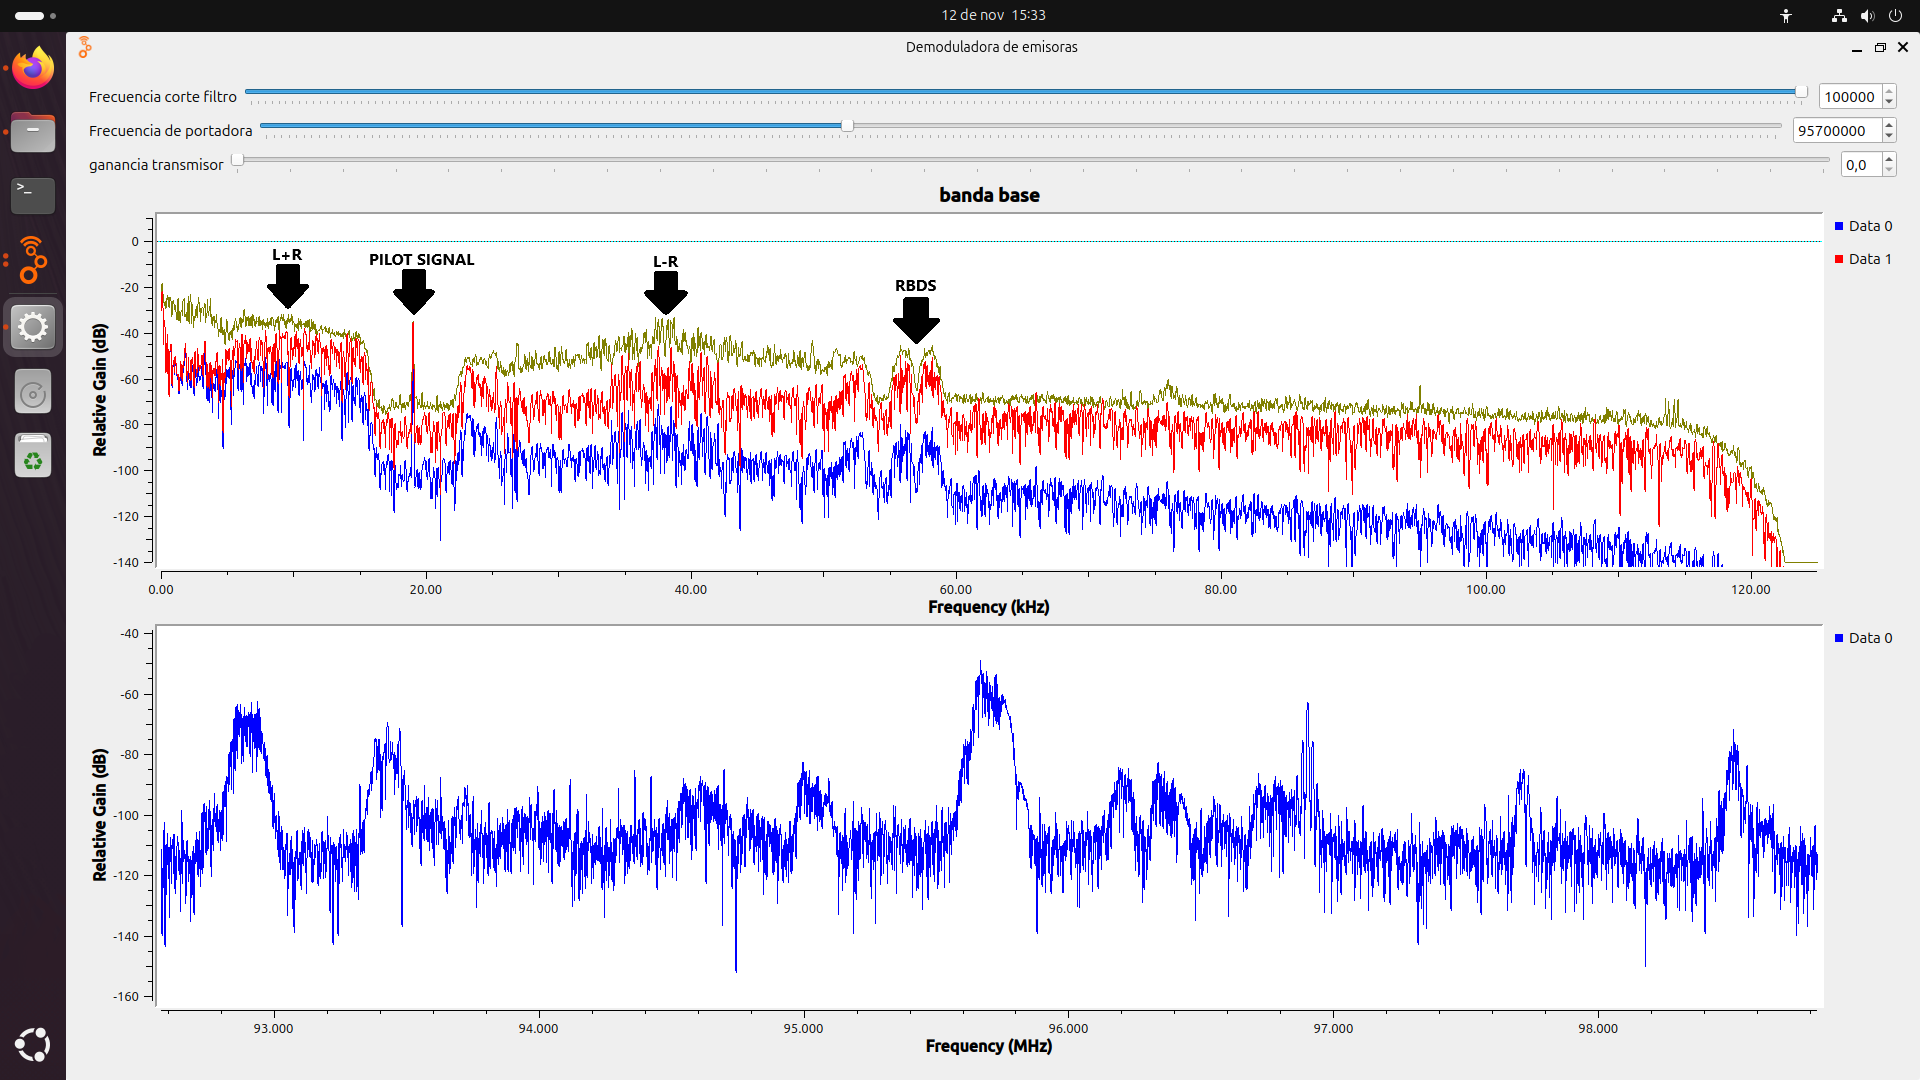 12 de nov 15:33
Demoduladora de emisoras
Frecuencia corte filtro 100000
Frecuencia de portadora 95700000
ganancia transmisor 0,0
banda base
L+R
PILOT SIGNAL
L-R
RBDS
Data 0
Data 1
Relative Gain (dB)
0
-20
-40
-60
-80
-100
-120
-140
0.00 20.00 40.00 60.00 80.00 100.00 120.00
Frequency (kHz)
Data 0
Relative Gain (dB)
-40
-60
-80
-100
-120
-140
-160
93.000 94.000 95.000 96.000 97.000 98.000
Frequency (MHz)